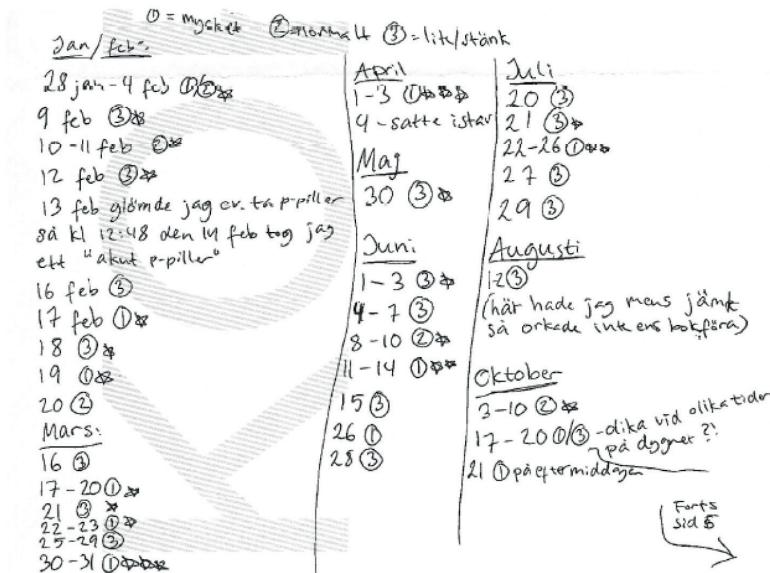 ① = mycket ② = normalt ③ = lite/stänk
Jan/feb:
28 jan - 4 feb ①/②*
9 feb ③*
10 -11 feb ②*
12 feb ③*
13 feb glömde jag ev. ta p-piller
så kl 12:48 den 14 feb tog jag
ett "akut p-piller"
16 feb ③
17 feb ①*
18 ③*
19 ①*
20 ②
Mars:
16 ③
17-20 ①*
21 ③ *
22-23 ①*
25-29 ③
30-31 ①***
April
1-3 ①***
4 - satte in stav
Maj
30 ③*
Juni
1-3 ③*
4-7 ③
8-10 ②*
11-14 ①**
15 ③
26 ①
28 ③
Juli
20 ③
21 ③*
22-26 ①**
27 ③
29 ③
Augusti
12 ③
(här hade jag mens jämt
så orkade inte ens bokföra)
Oktober
3-10 ② *
17-20 ①/③ - olika vid olika tider
på dygnet ?!
21 ① på eftermiddagen
Forts
sid 5